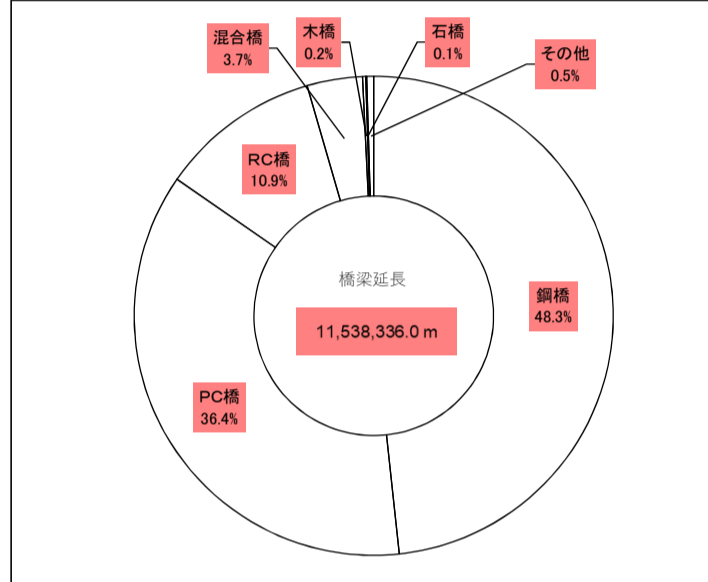 混合橋
3.7%
木橋
0.2%
石橋
0.1%
その他
0.5%
RC橋
10.9%
橋梁延長
11,538,336.0 m
鋼橋
48.3%
PC橋
36.4%